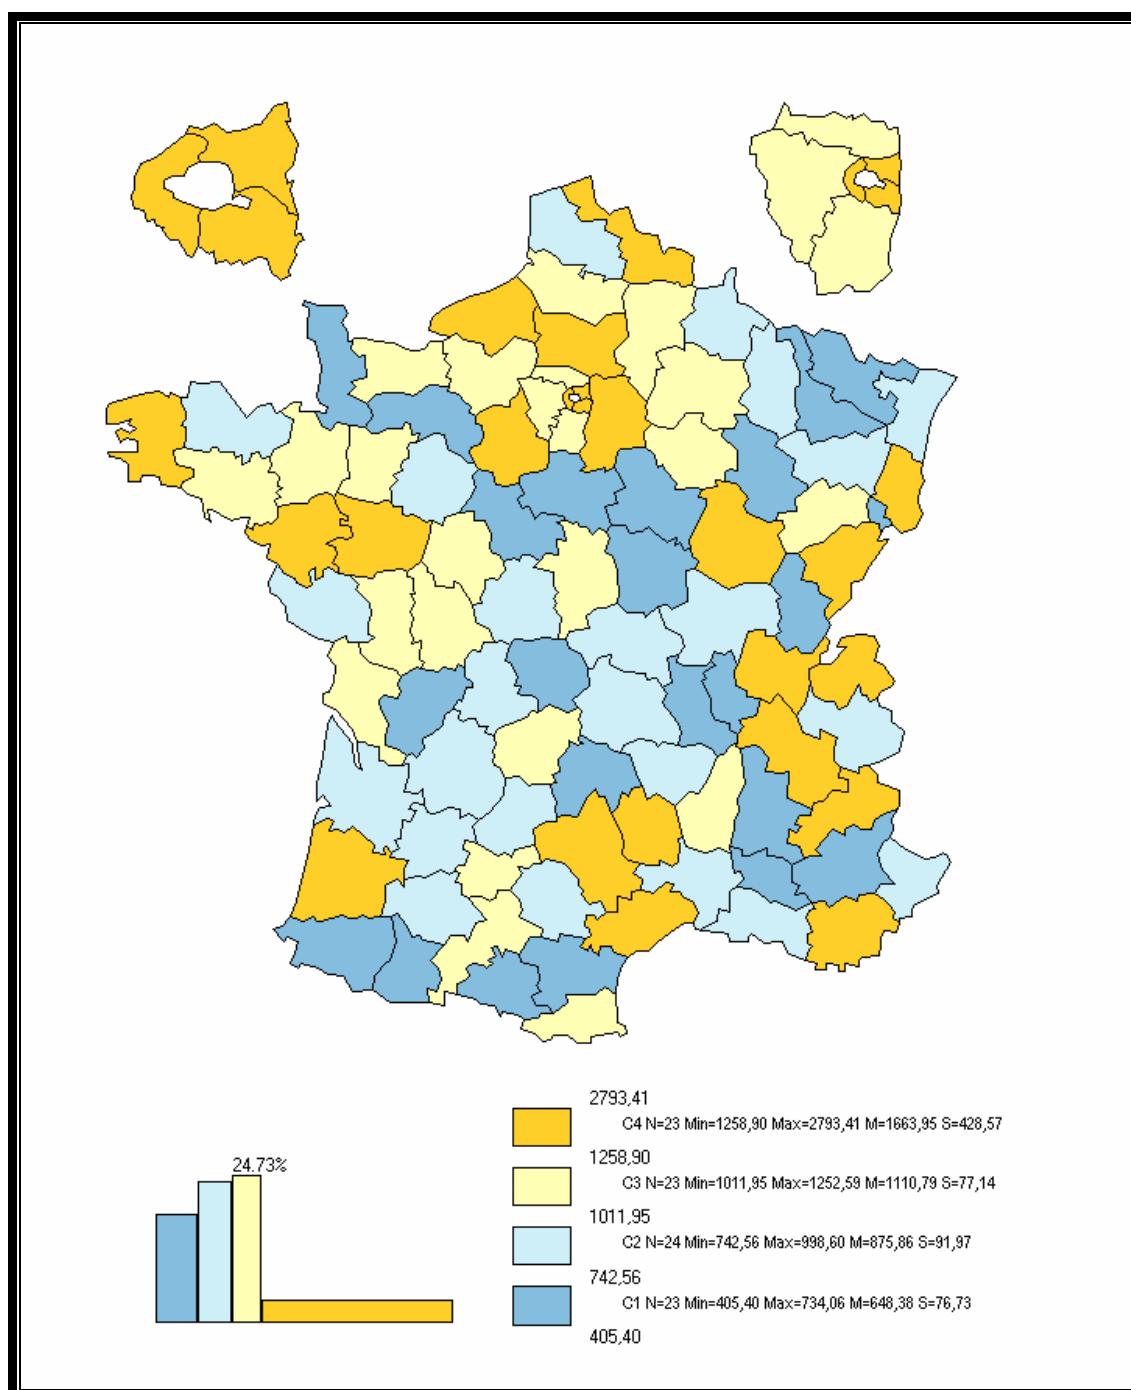 2793,41
C4 N=23 Min=1258,90 Max=2793,41 M=1663,95 S=428,57
1258,90
C3 N=23 Min=1011,95 Max=1252,59 M=1110,79 S=77,14
1011,95
C2 N=24 Min=742,56 Max=998,60 M=875,86 S=91,97
742,56
C1 N=23 Min=405,40 Max=734,06 M=648,38 S=76,73
405,40
24.73%